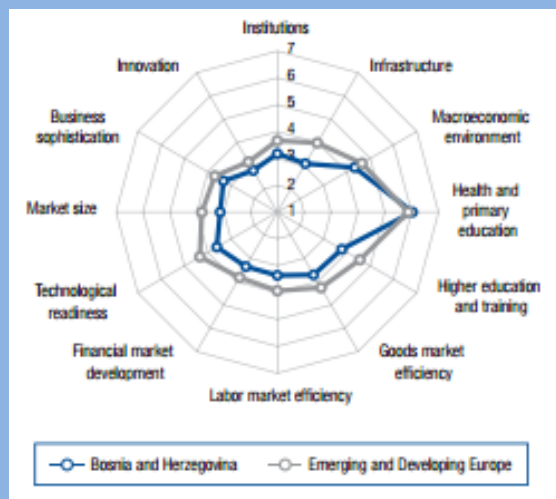 Institutions
7
6
5
4
3
2
1
Innovation
Infrastructure
Business
sophistication
Macroeconomic
environment
Market size
Health and
primary
education
Technological
readiness
Higher education
and training
Financial market
development
Goods market
efficiency
Labor market efficiency
Bosnia and Herzegovina
Emerging and Developing Europe